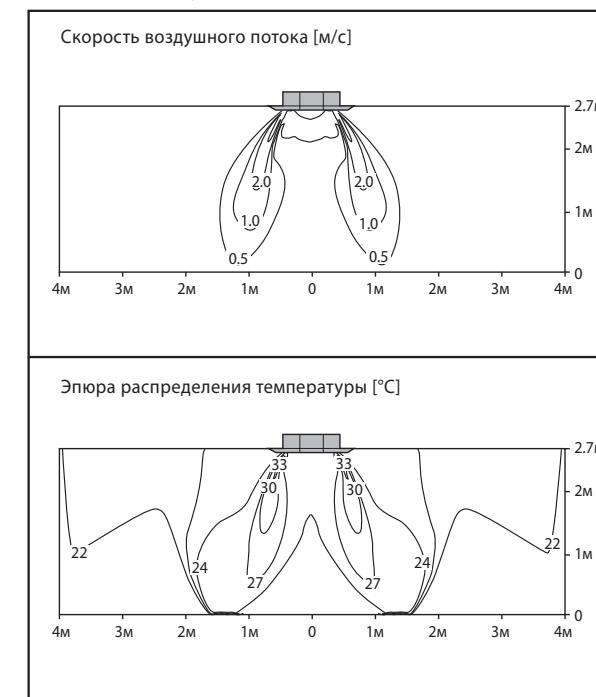 Скорость воздушного потока [м/с]
2.7м
2м
2.0 2.0
1м
1.0 1.0
0.5 0.5
0
4м 3м 2м 1м 0 1м 2м 3м 4м
Эпюра распределения температуры [°C]
2.7м
33 33
30 30 2м
22 22
1м
24 24
27 27
0
4м 3м 2м 1м 0 1м 2м 3м 4м